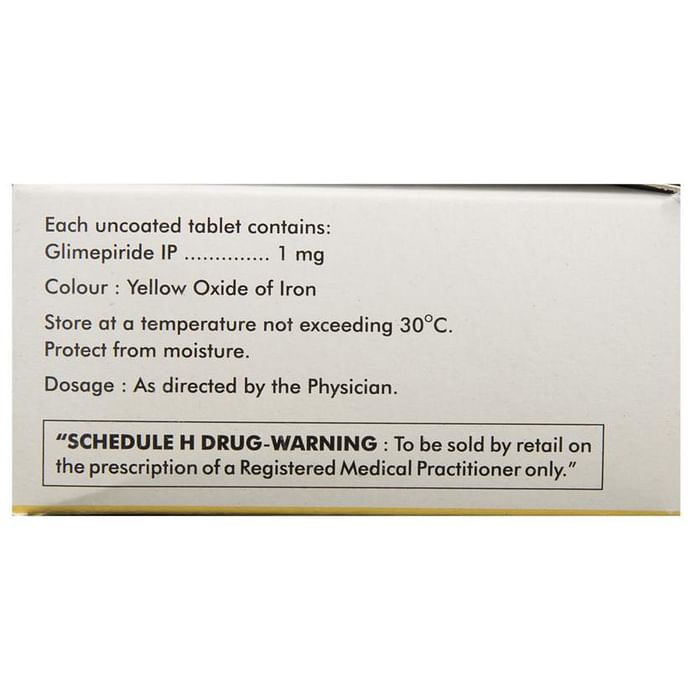 Each uncoated tablet contains:
Glimepiride IP .............. 1 mg
Colour : Yellow Oxide of Iron
Store at a temperature not exceeding 30°C.
Protect from moisture.
Dosage : As directed by the Physician.
“SCHEDULE H DRUG-WARNING : To be sold by retail on
the prescription of a Registered Medical Practitioner only.”